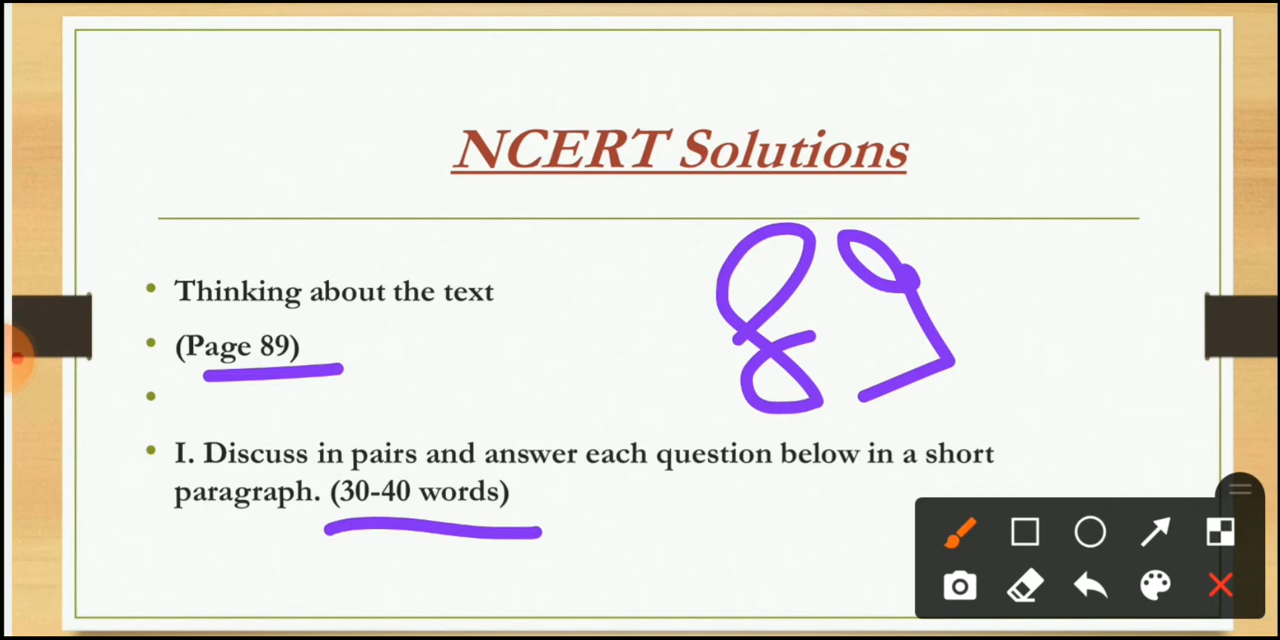 NCERT Solutions
Thinking about the text
(Page 89)
89
I. Discuss in pairs and answer each question below in a short
paragraph. (30-40 words)